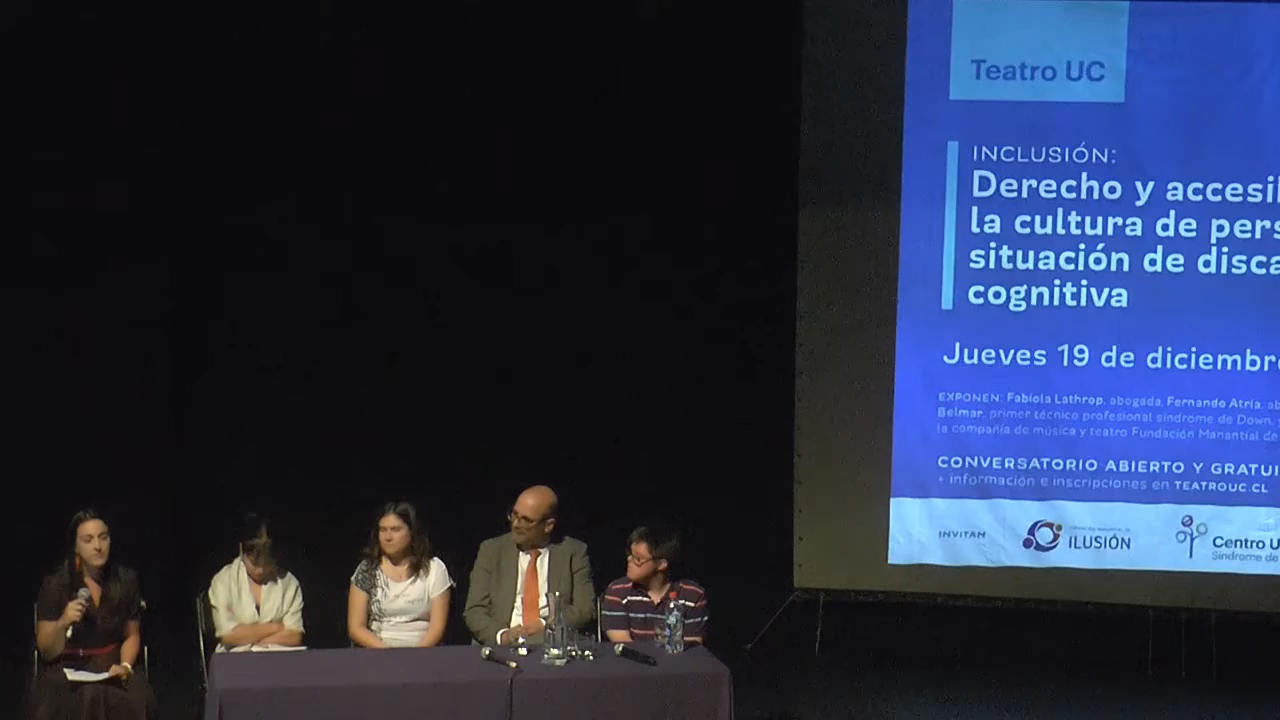 Teatro UC
INCLUSIÓN:
Derecho y accesi
la cultura de pers
situación de disca
cognitiva
Jueves 19 de diciembr
EXPONEN: Fabiola Lathrop, abogada, Fernando Atria, ab
Belmar, primer técnico profesional síndrome de Down,
la compañía de música y teatro Fundación Manantial de
CONVERSATORIO ABIERTO Y GRATUI
+ información e inscripciones en TEATROUC.CL
INVITAN
ILUSIÓN
Centro U
Síndrome de